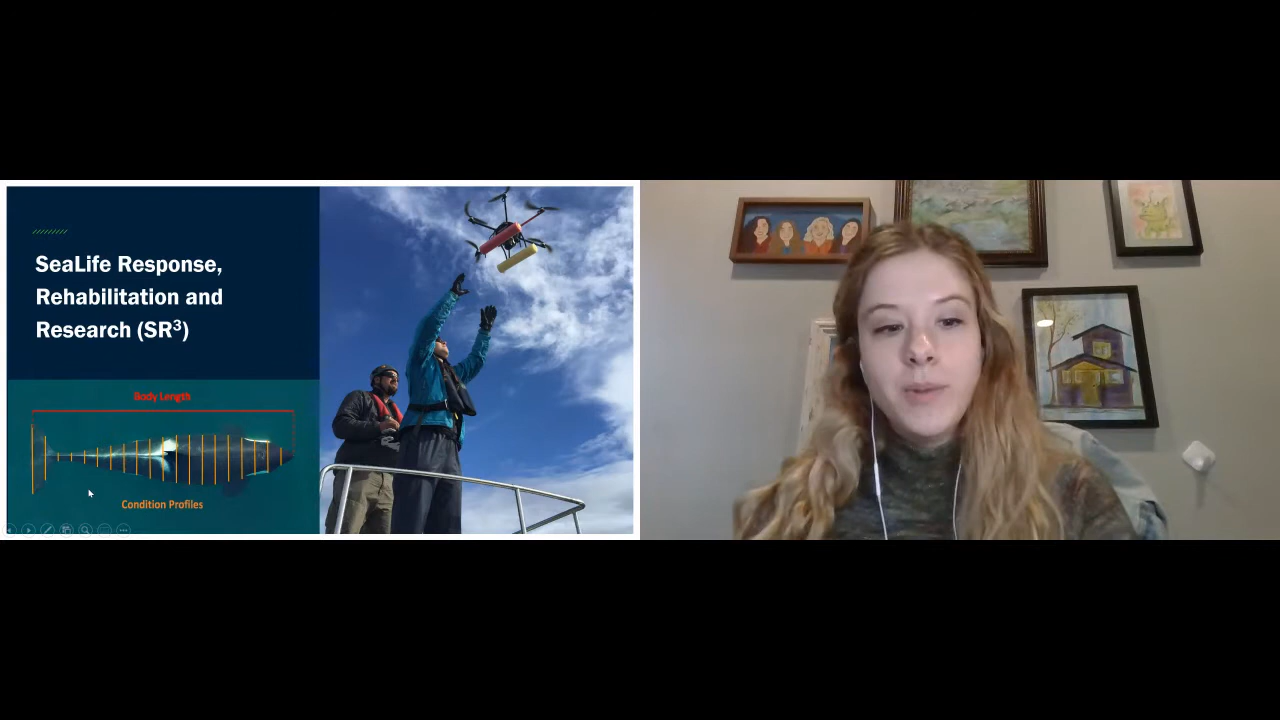 SeaLife Response,
Rehabilitation and
Research (SR³)
Body Length
Condition Profiles